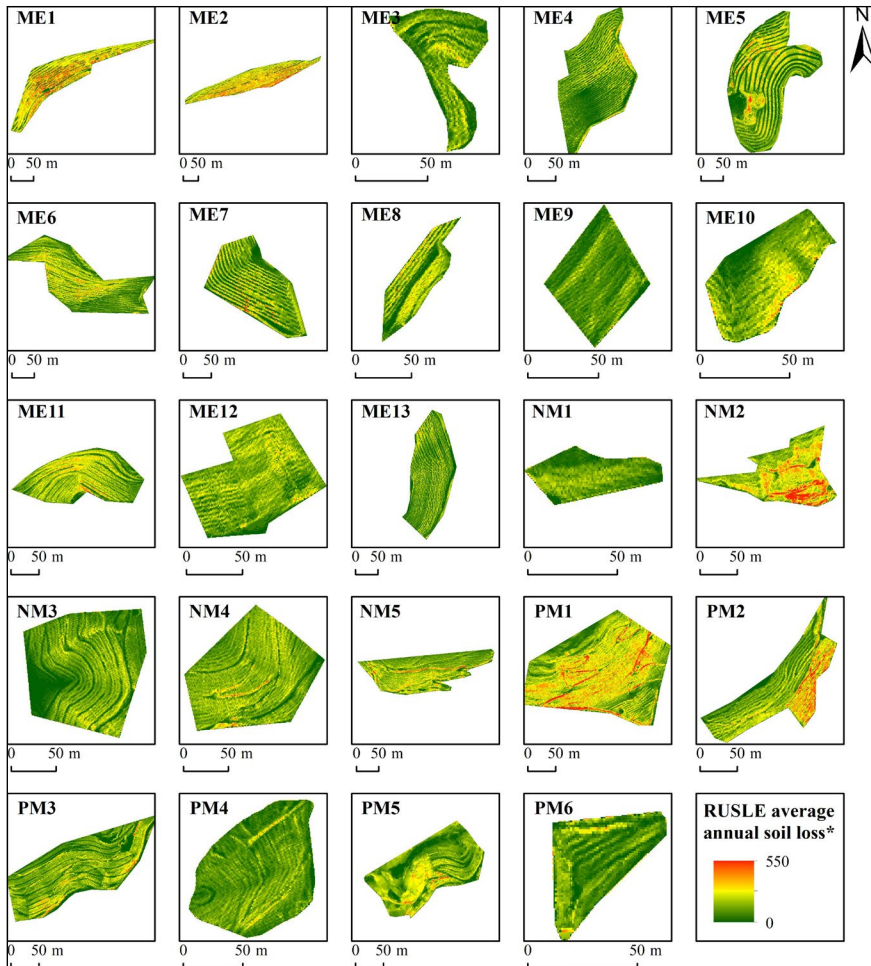 ME1 ME2 ME3 ME4 ME5 N
0 50 m 0 50 m 50 m 0 50 m 0 50 m
ME6 ME7 ME8 ME9 ME10
0 50 m 0 50 m 0 50 m 0 50 m 0 50 m
ME11 ME12 ME13 NM1 NM2
0 50 m 0 50 m 0 50 m 0 50 m 0 50 m
NM3 NM4 NM5 PM1 PM2
0 50 m 0 50 m 0 50 m 0 50 m 0 50 m
PM3 PM4 PM5 PM6 RUSLE average
annual soil loss*
550
0
0 50 m 0 50 m 0 50 m 0 50 m